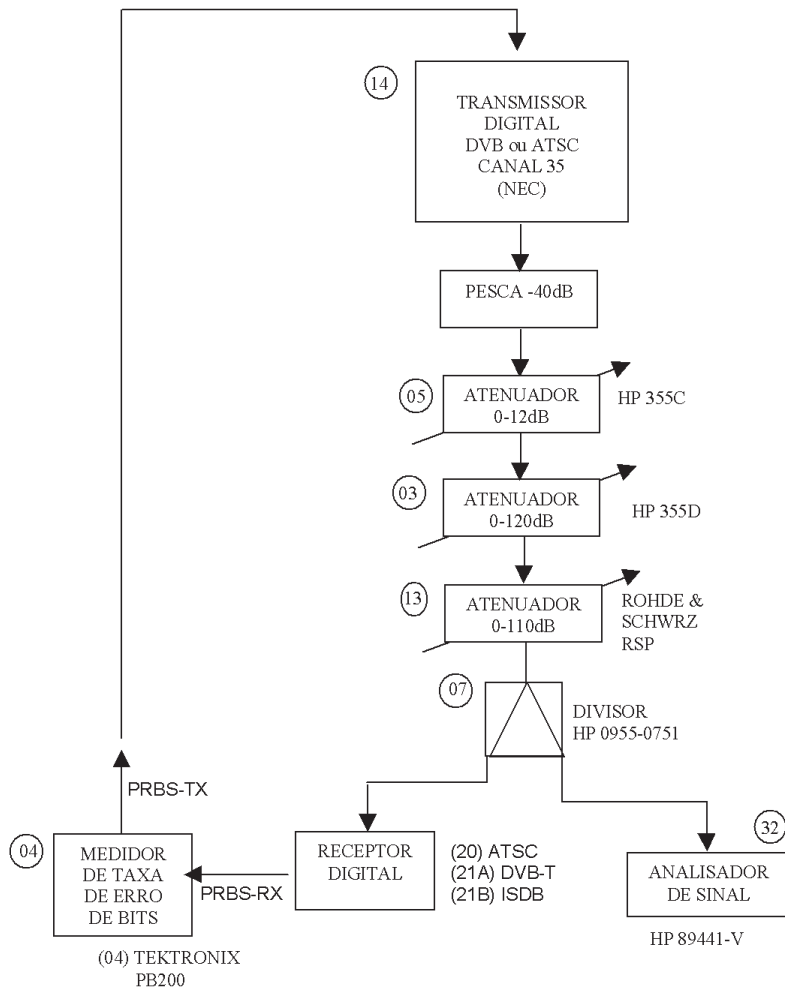 14
TRANSMISSOR
DIGITAL
DVB ou ATSC
CANAL 35
(NEC)
PESCA -40dB
05
ATENUADOR
0-12dB
HP 355C
03
ATENUADOR
0-120dB
HP 355D
13
ATENUADOR
0-110dB
ROHDE &
SCHWRZ
RSP
07
DIVISOR
HP 0955-0751
PRBS-TX
04
MEDIDOR
DE TAXA
DE ERRO
DE BITS
PRBS-RX
RECEPTOR
DIGITAL
(20) ATSC
(21A) DVB-T
(21B) ISDB
32
ANALISADOR
DE SINAL
HP 89441-V
(04) TEKTRONIX
PB200